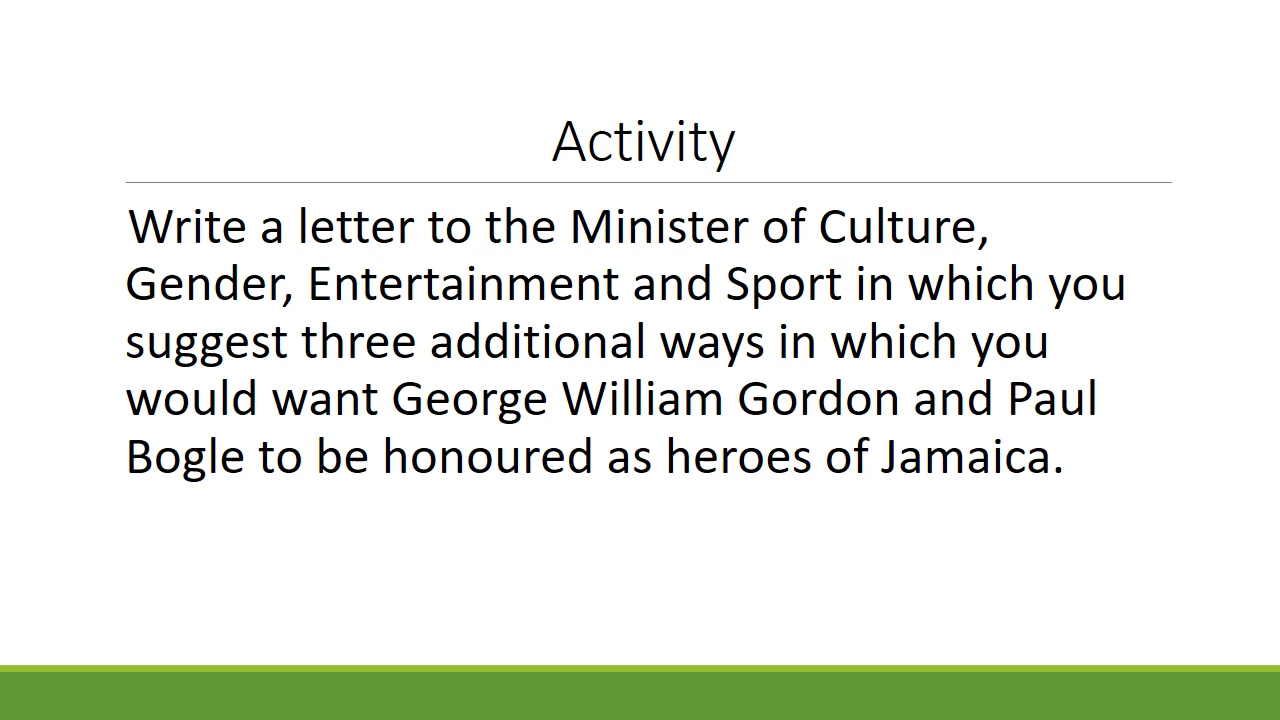 Activity
Write a letter to the Minister of Culture,
Gender, Entertainment and Sport in which you
suggest three additional ways in which you
would want George William Gordon and Paul
Bogle to be honoured as heroes of Jamaica.